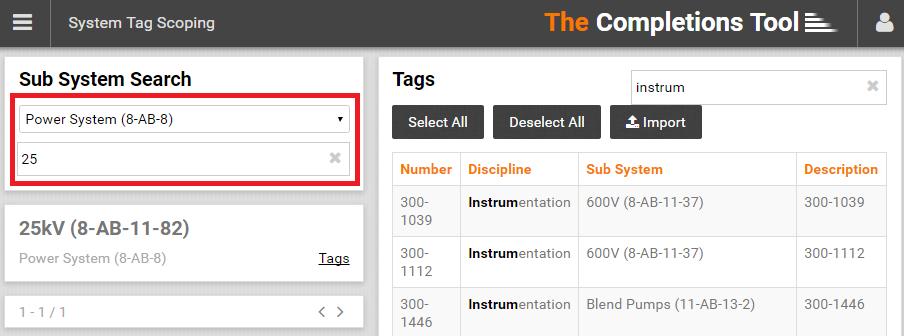 System Tag Scoping
The Completions Tool
Sub System Search
Power System (8-AB-8)
25
25kV (8-AB-11-82)
Power System (8-AB-8)
Tags
1 - 1 / 1
Tags
instrum
Select All
Deselect All
Import
Number Discipline Sub System Description
300-
1039
Instrumentation 600V (8-AB-11-37) 300-1039
300-
1112
Instrumentation 600V (8-AB-11-37) 300-1112
300-
1446
Instrumentation Blend Pumps (11-AB-13-2) 300-1446